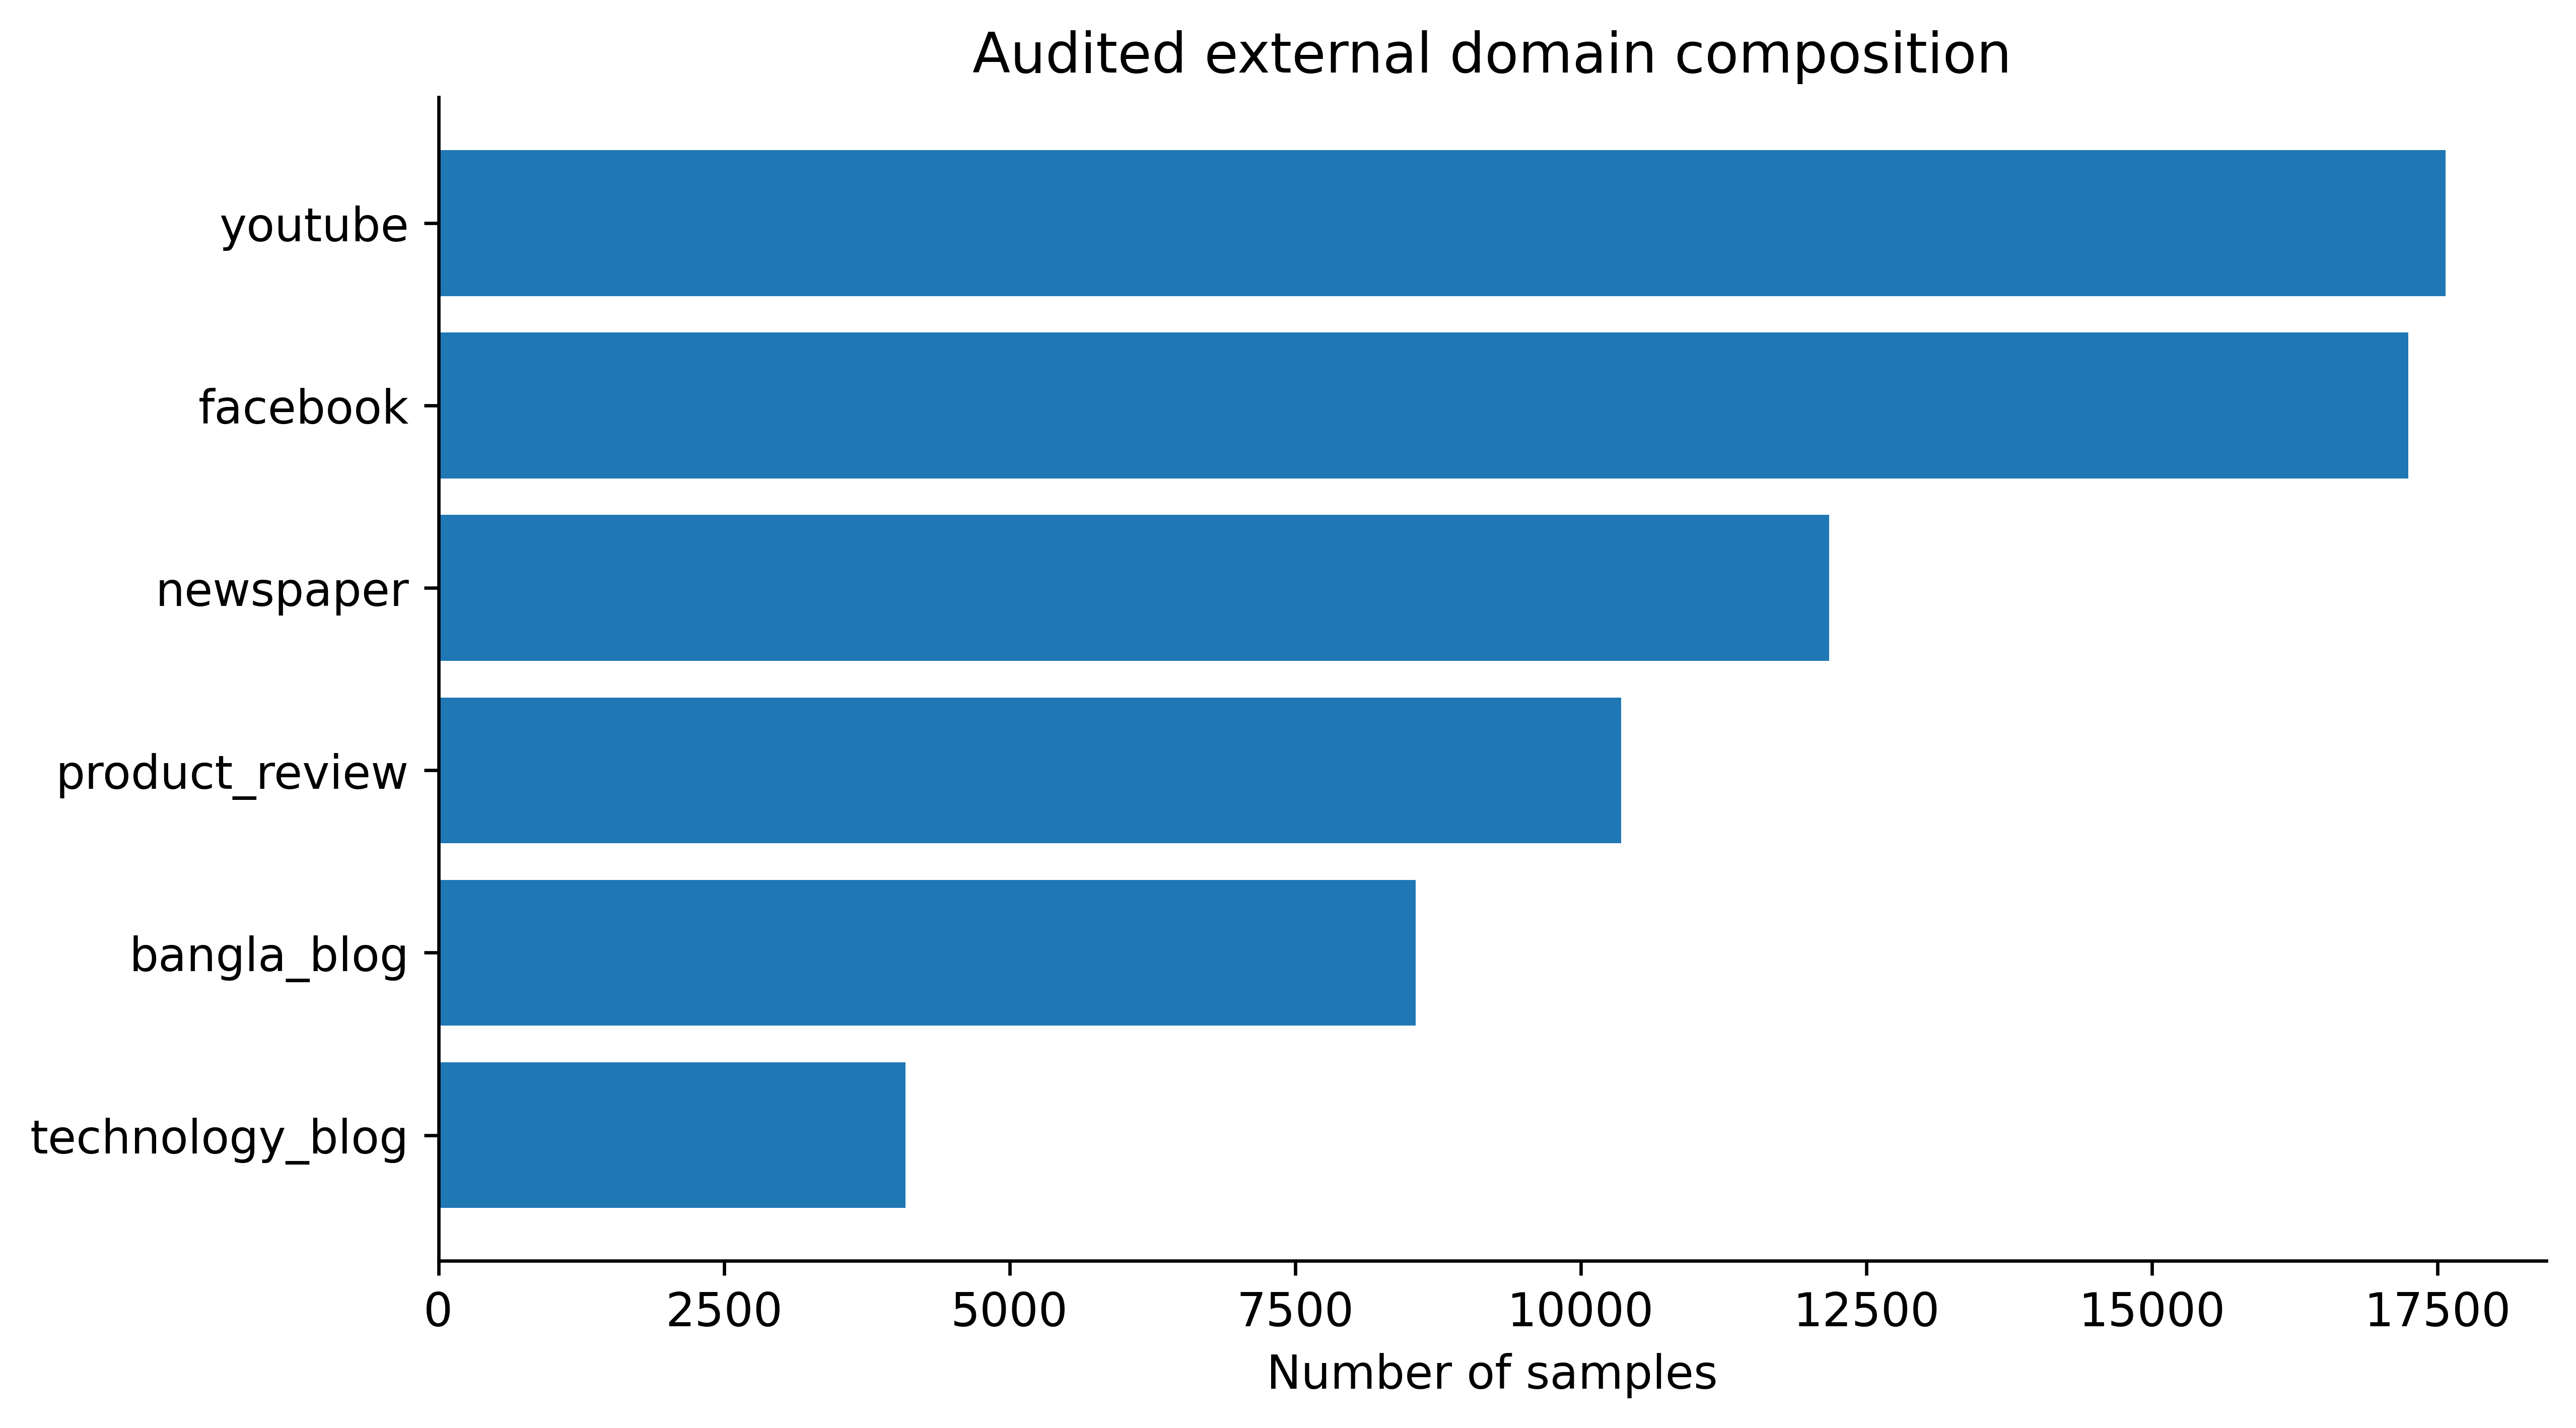 Audited external domain composition
youtube
facebook
newspaper
product_review
bangla_blog
technology_blog
0 2500 5000 7500 10000 12500 15000 17500
Number of samples